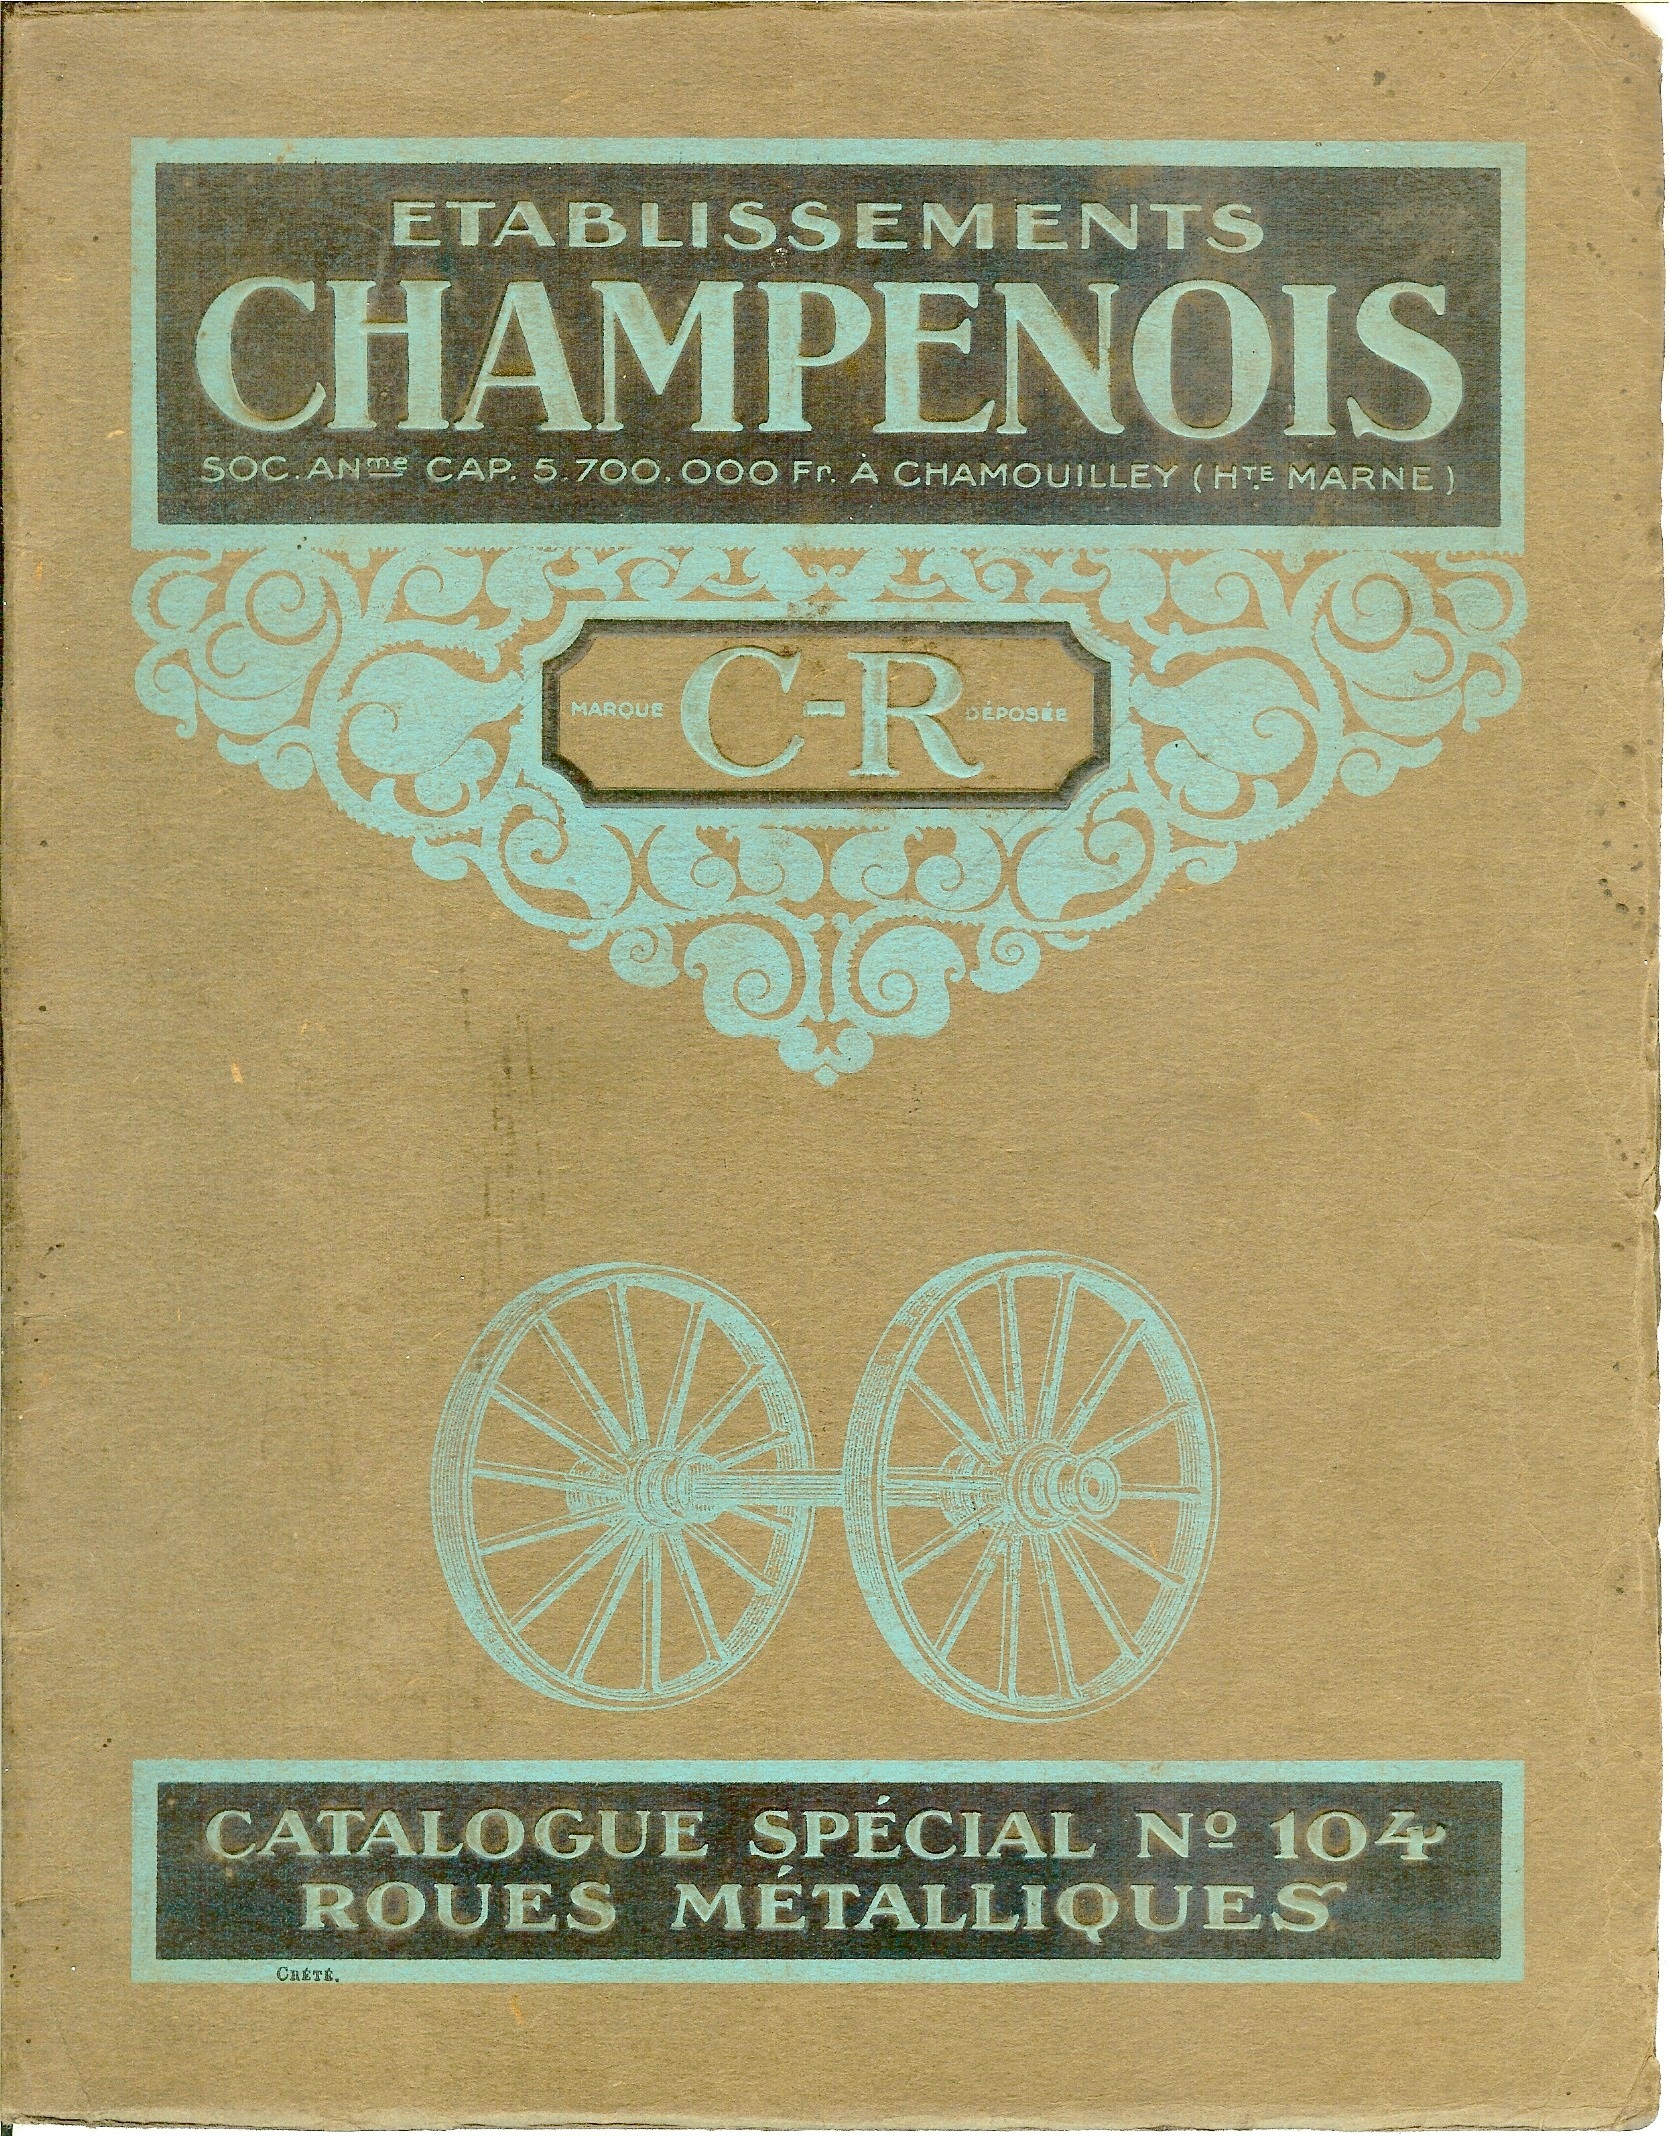 ETABLISSEMENTS
CHAMPENOIS
SOC. ANme CAP. 5.700.000 Fr. À CHAMOUILLEY (HTE MARNE)
MARQUE C-R DÉPOSÉE
CATALOGUE SPÉCIAL No 104
ROUES MÉTALLIQUES
CRÉTÉ.